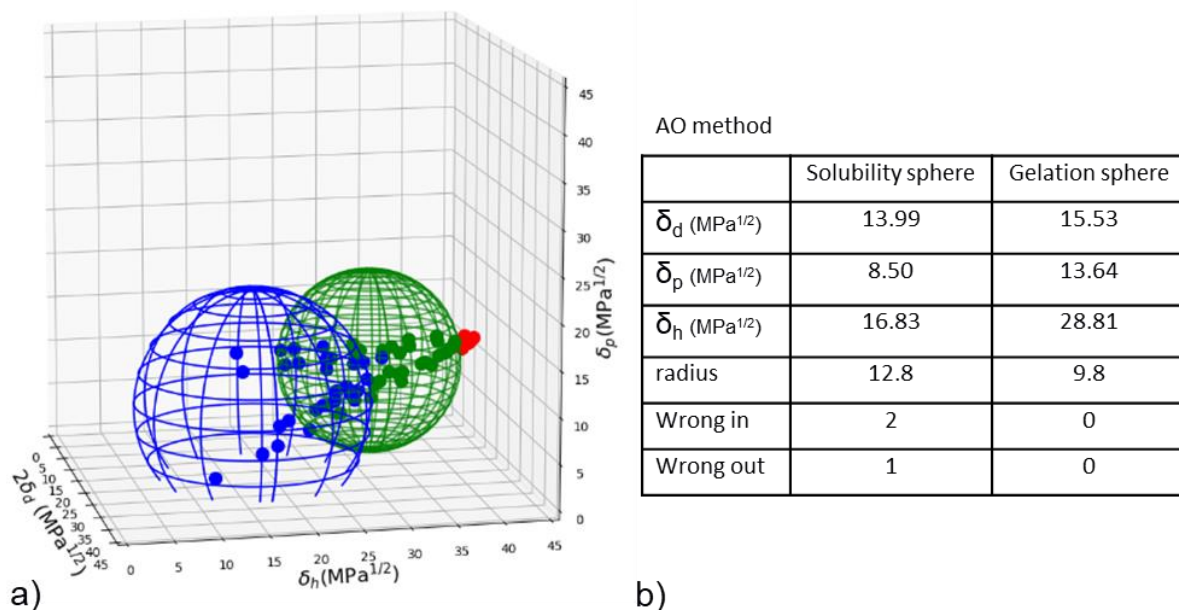 a)
0
5
10
15
20
25
30
35
40
45
2δd (MPa1/2)
0 5 10 15 20 25 30 35 40 45
δh(MPa1/2)
45
40
35
30
25
20
15
10
5
0
δp(MPa1/2)
b)
AO method
Solubility sphere Gelation sphere
δd (MPa1/2) 13.99 15.53
δp (MPa1/2) 8.50 13.64
δh (MPa1/2) 16.83 28.81
radius 12.8 9.8
Wrong in 2 0
Wrong out 1 0